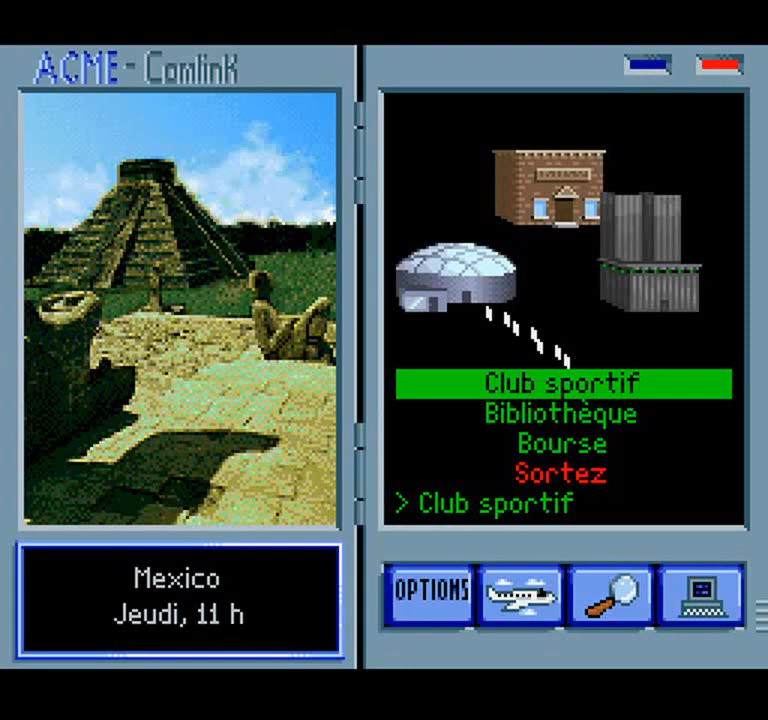 ACME - Comlink
Club sportif
Bibliothèque
Bourse
Sortez
> Club sportif
Mexico
Jeudi, 11 h
OPTIONS